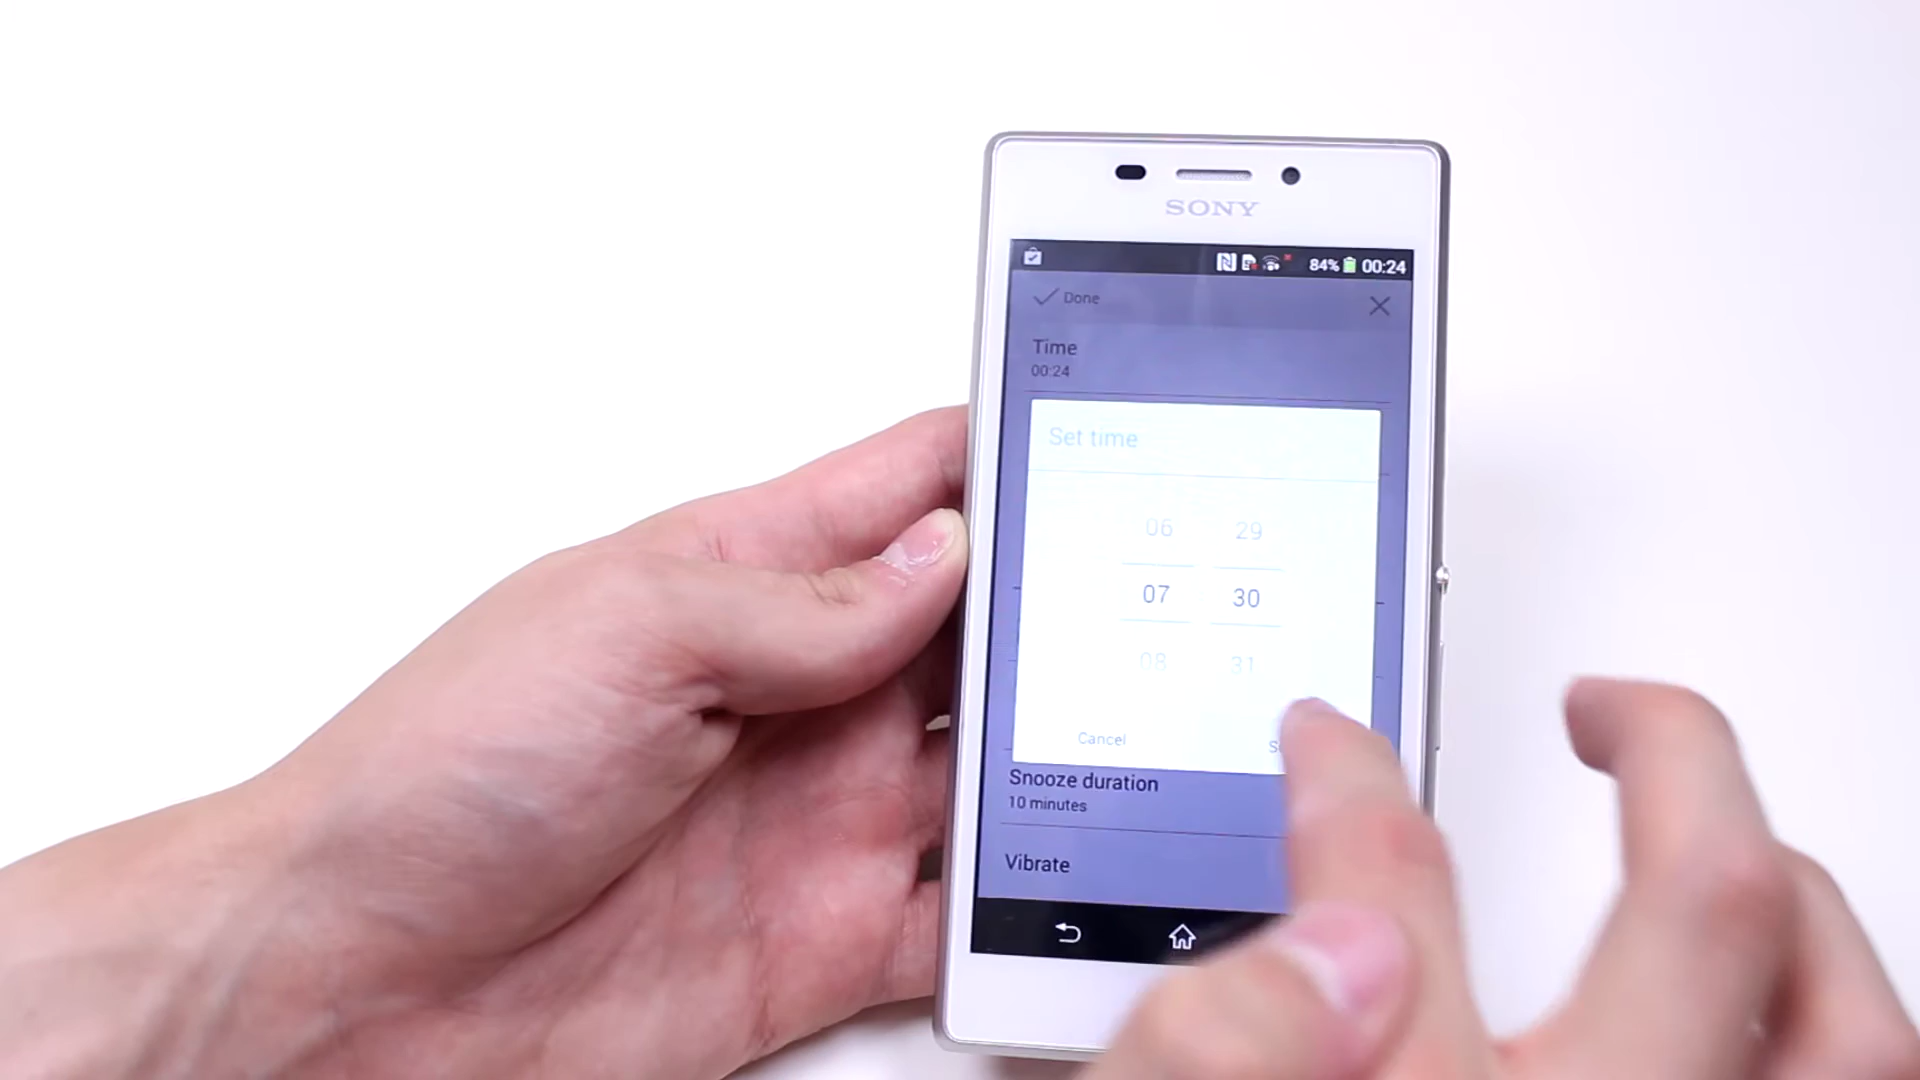 SONY
84% 00:24
Done
Time
00:24
Set time
06 29
07 30
08 31
Cancel
Snooze duration
10 minutes
Vibrate